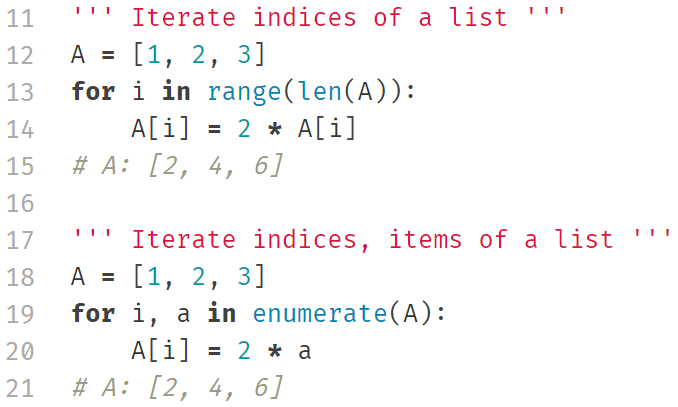 11 ''' Iterate indices of a list '''
12 A = [1, 2, 3]
13 for i in range(len(A)):
14     A[i] = 2 * A[i]
15 # A: [2, 4, 6]
16
17 ''' Iterate indices, items of a list '''
18 A = [1, 2, 3]
19 for i, a in enumerate(A):
20     A[i] = 2 * a
21 # A: [2, 4, 6]